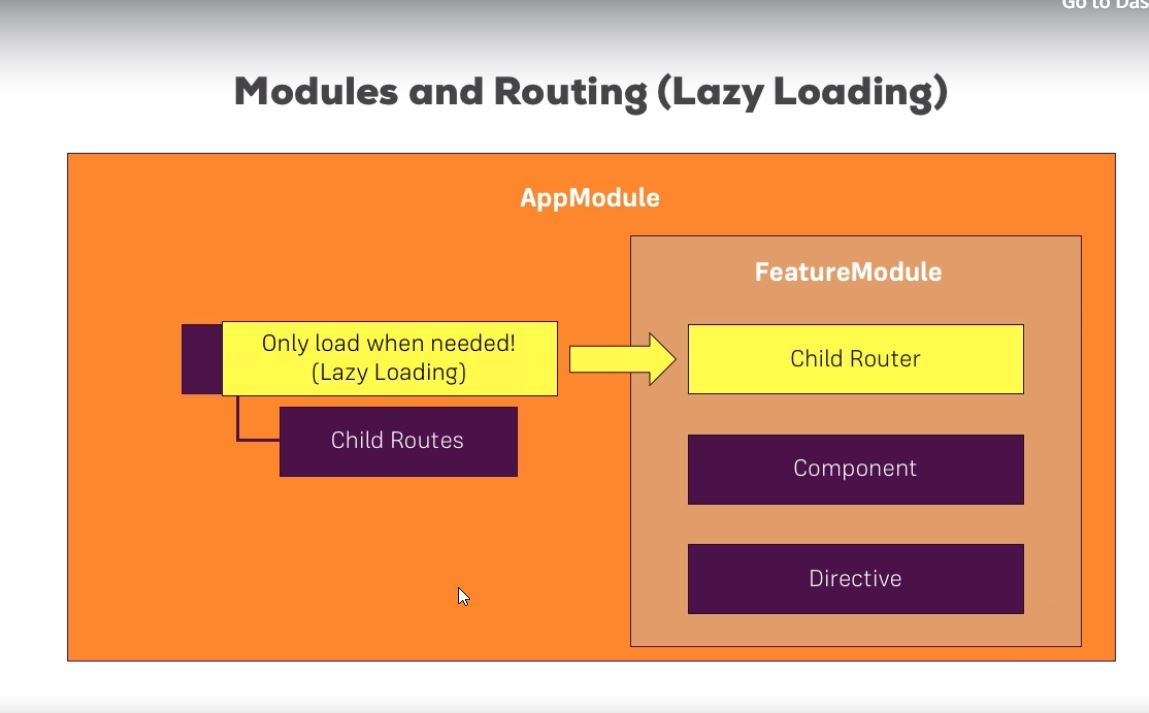 Go to Das
Modules and Routing (Lazy Loading)
AppModule
FeatureModule
Only load when needed!
(Lazy Loading)
Child Router
Child Routes
Component
Directive